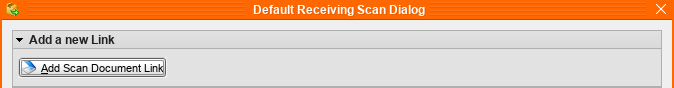 Default Receiving Scan Dialog
Add a new Link
Add Scan Document Link